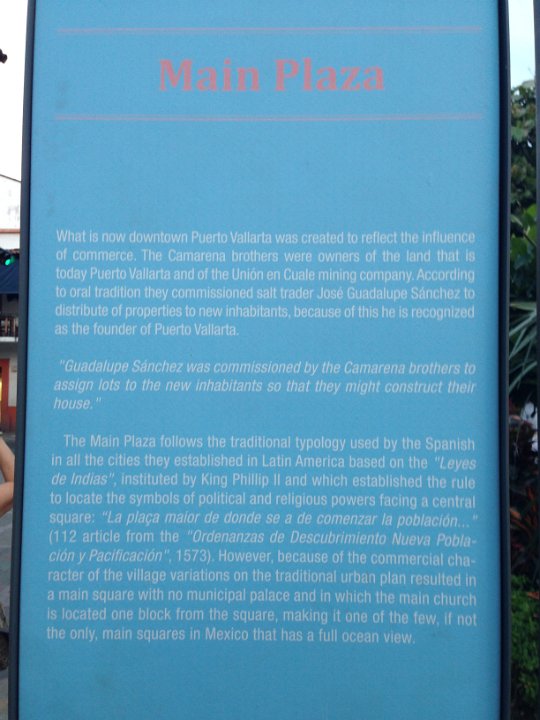 Main Plaza
What is now downtown Puerto Vallarta was created to reflect the influence
of commerce. The Camarena brothers were owners of the land that is
today Puerto Vallarta and of the Unión en Cuale mining company. According
to oral tradition they commissioned salt trader José Guadalupe Sánchez to
distribute of properties to new inhabitants, because of this he is recognized
as the founder of Puerto Vallarta.
"Guadalupe Sánchez was commissioned by the Camarena brothers to
assign lots to the new inhabitants so that they might construct their
house."
The Main Plaza follows the traditional typology used by the Spanish
in all the cities they established in Latin America based on the "Leyes
de Indias", instituted by King Phillip II and which established the rule
to locate the symbols of political and religious powers facing a central
square: "La plaça maior de donde se a de comenzar la población..."
(112 article from the "Ordenanzas de Descubrimiento Nueva Pobla-
ción y Pacificación", 1573). However, because of the commercial cha-
racter of the village variations on the traditional urban plan resulted in
a main square with no municipal palace and in which the main church
is located one block from the square, making it one of the few, if not
the only, main squares in Mexico that has a full ocean view.